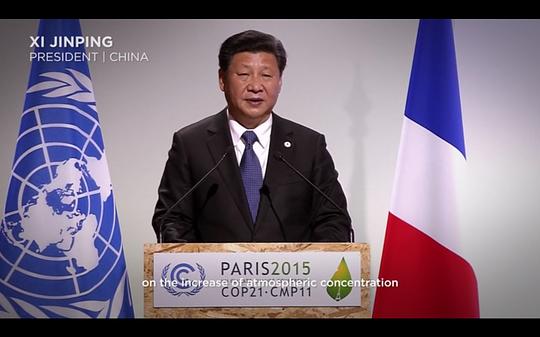 XI JINPING
PRESIDENT | CHINA
PARIS2015
on the increase of atmospheric concentration
COP21·CMP11